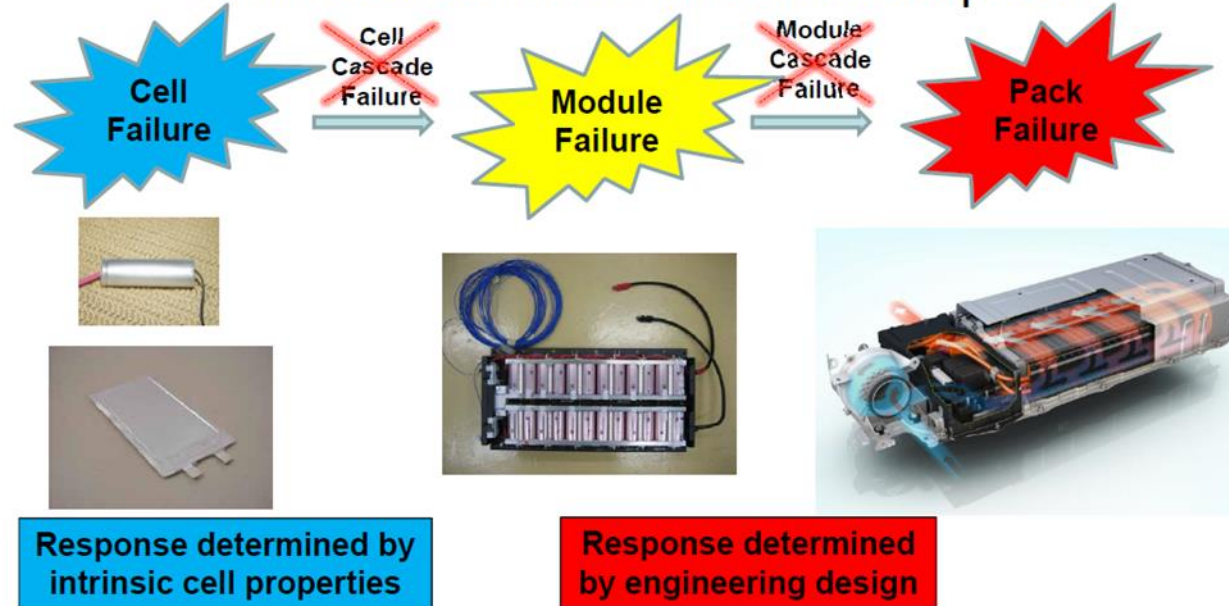 Cell
Failure
Cell
Cascade
Failure
Module
Failure
Module
Cascade
Failure
Pack
Failure
Response determined by
intrinsic cell properties
Response determined
by engineering design